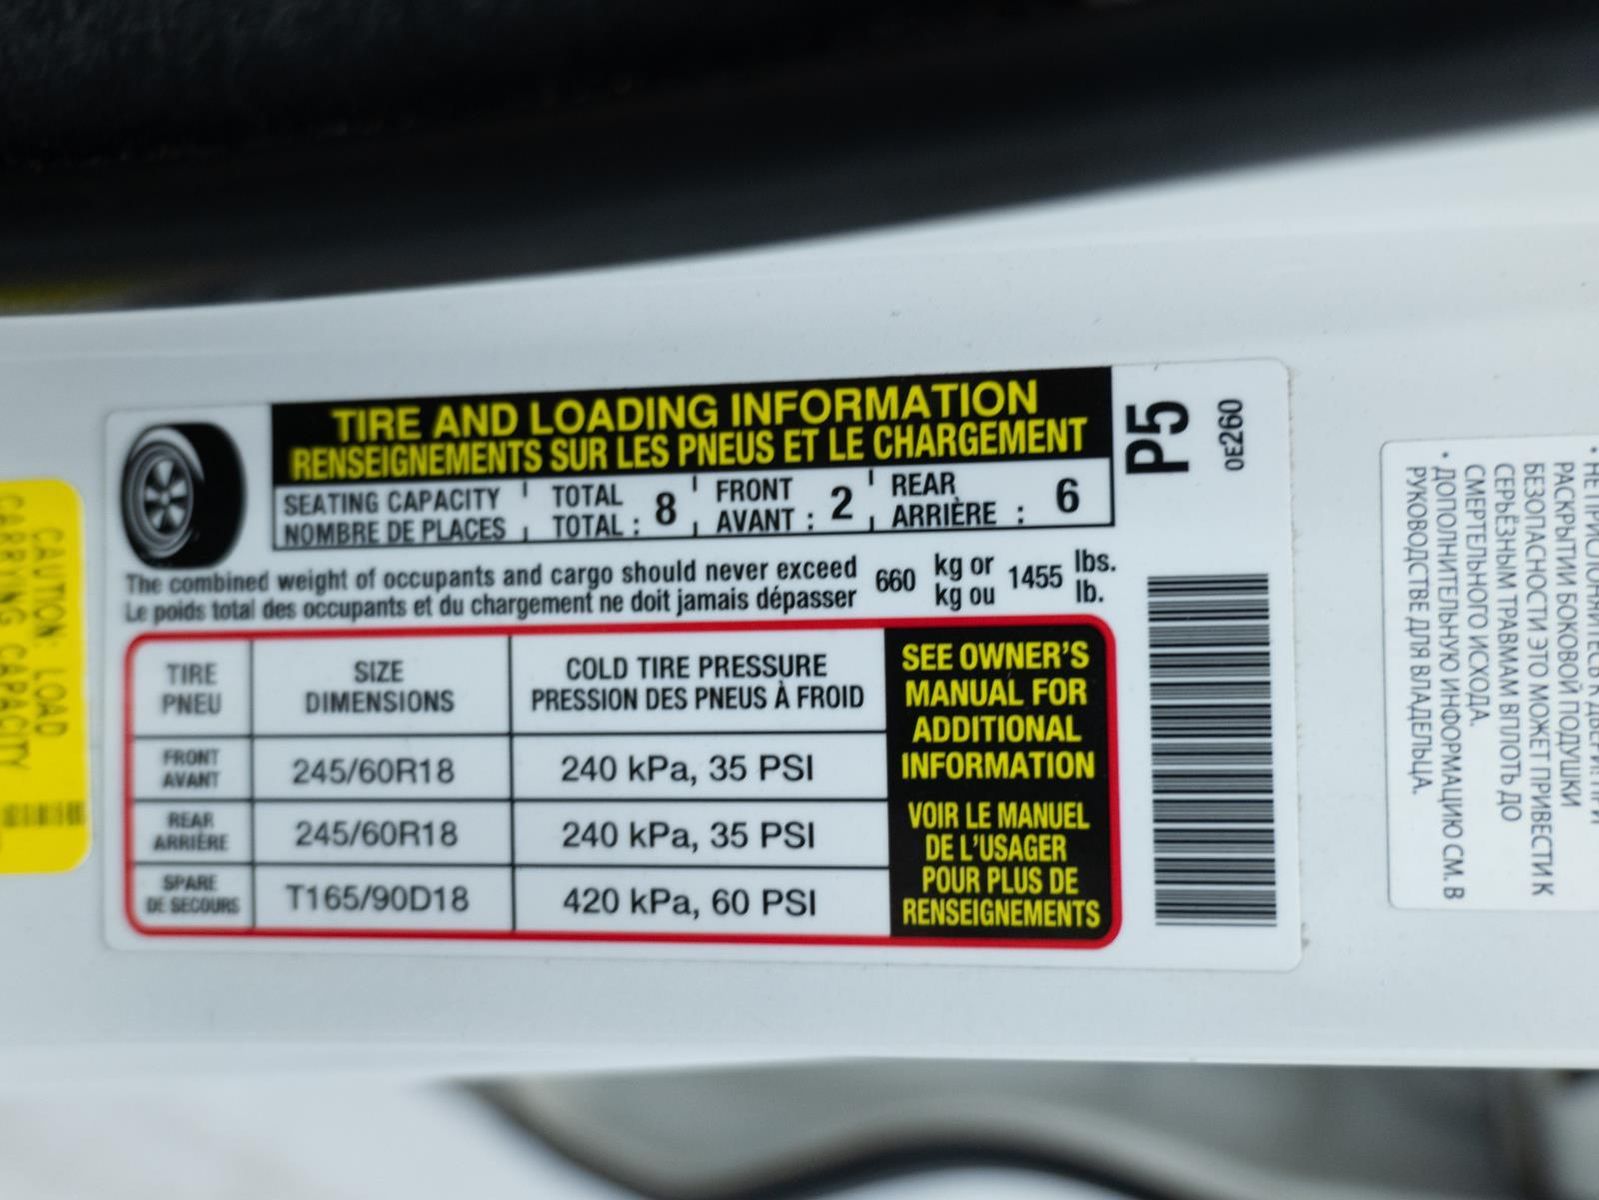 TIRE AND LOADING INFORMATION
RENSEIGNEMENTS SUR LES PNEUS ET LE CHARGEMENT
SEATING CAPACITY TOTAL 8 FRONT 2 REAR 6
NOMBRE DE PLACES TOTAL : AVANT : ARRIÈRE :
The combined weight of occupants and cargo should never exceed 660 kg or 1455 lbs.
Le poids total des occupants et du chargement ne doit jamais dépasser kg ou lb.
TIRE SIZE COLD TIRE PRESSURE
PNEU DIMENSIONS PRESSION DES PNEUS À FROID
FRONT
AVANT 245/60R18 240 kPa, 35 PSI
REAR
ARRIÈRE 245/60R18 240 kPa, 35 PSI
SPARE
DE SECOURS T165/90D18 420 kPa, 60 PSI
SEE OWNER'S
MANUAL FOR
ADDITIONAL
INFORMATION
VOIR LE MANUEL
DE L'USAGER
POUR PLUS DE
RENSEIGNEMENTS
P5
0E260
CAUTION: LOAD
CARRYING CAPACITY
РАСКРЫТИИ БОКОВОЙ ПОДУШКИ
БЕЗОПАСНОСТИ ЭТО МОЖЕТ ПРИВЕСТИ К
СЕРЬЁЗНЫМ ТРАВМАМ ВПЛОТЬ ДО
СМЕРТЕЛЬНОГО ИСХОДА.
• ДОПОЛНИТЕЛЬНУЮ ИНФОРМАЦИЮ СМ. В
РУКОВОДСТВЕ ДЛЯ ВЛАДЕЛЬЦА.